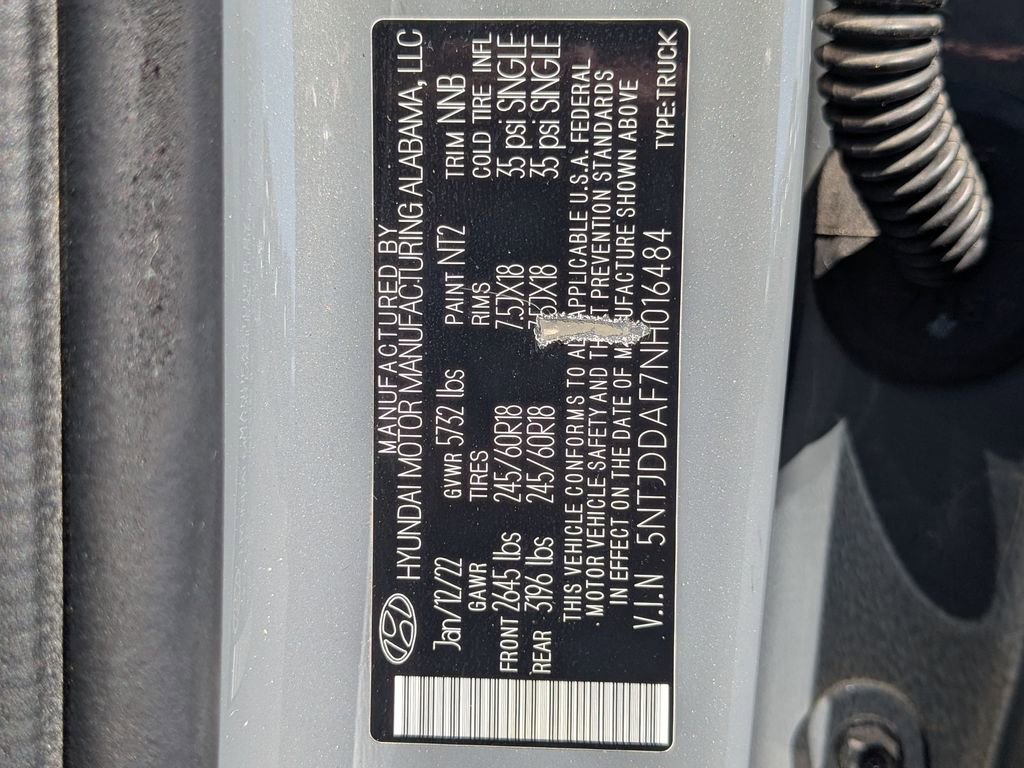 MANUFACTURED BY
HYUNDAI MOTOR MANUFACTURING ALABAMA, LLC
Jan/12/22 GVWR 5732 lbs PAINT NT2 TRIM NNB
GAWR TIRES RIMS COLD TIRE INFL
FRONT 2645 lbs 245/60R18 7.5JX18 35 psi SINGLE
REAR 3196 lbs 245/60R18 7.5JX18 35 psi SINGLE
THIS VEHICLE CONFORMS TO APPLICABLE U.S.A. FEDERAL
MOTOR VEHICLE SAFETY AND PREVENTION STANDARDS
IN EFFECT ON THE DATE OF SHOWN ABOVE
V.I.N 5NTJDDAF7NH016484 TYPE:TRUCK